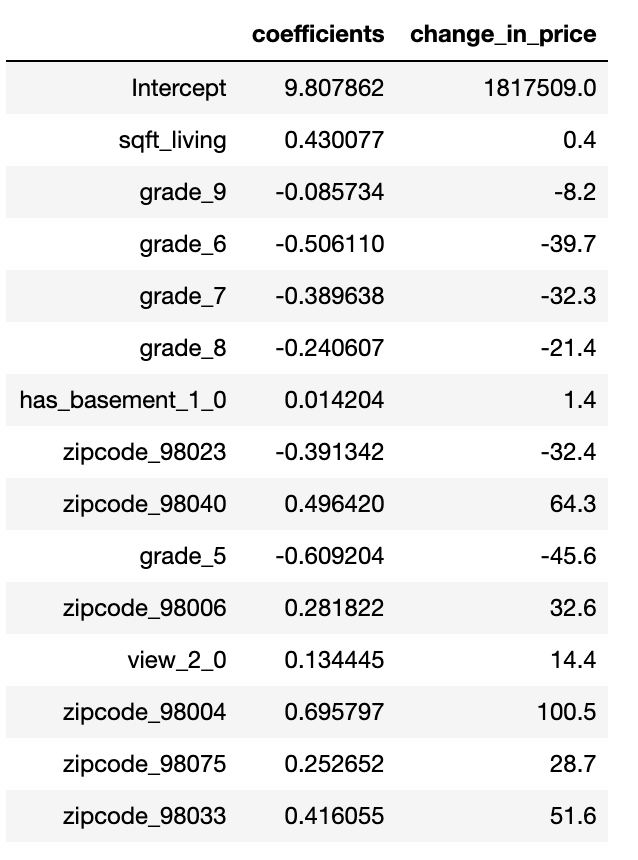 coefficients change_in_price
Intercept 9.807862 1817509.0
sqft_living 0.430077 0.4
grade_9 -0.085734 -8.2
grade_6 -0.506110 -39.7
grade_7 -0.389638 -32.3
grade_8 -0.240607 -21.4
has_basement_1_0 0.014204 1.4
zipcode_98023 -0.391342 -32.4
zipcode_98040 0.496420 64.3
grade_5 -0.609204 -45.6
zipcode_98006 0.281822 32.6
view_2_0 0.134445 14.4
zipcode_98004 0.695797 100.5
zipcode_98075 0.252652 28.7
zipcode_98033 0.416055 51.6